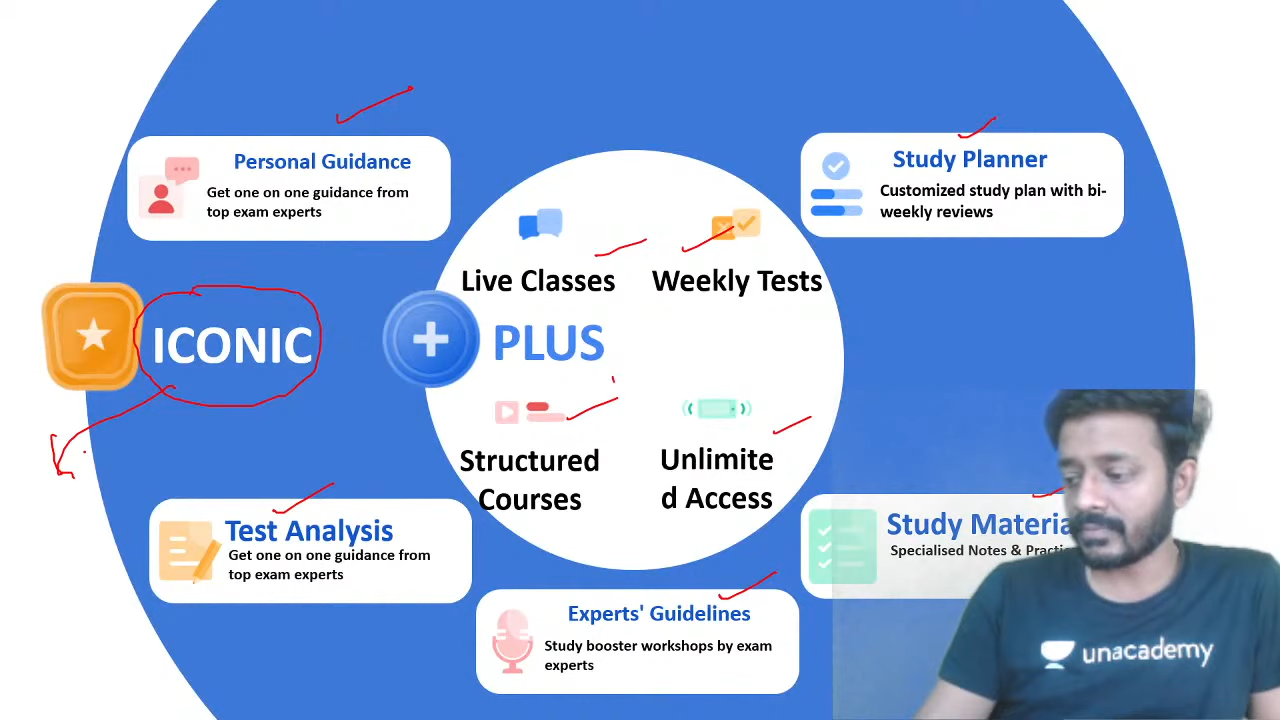 Personal Guidance
Get one on one guidance from
top exam experts
Study Planner
Customized study plan with bi-
weekly reviews
Live Classes
Weekly Tests
ICONIC
PLUS
Structured
Courses
Unlimite
d Access
Test Analysis
Get one on one guidance from
top exam experts
Study Materia
Specialised Notes &
Experts' Guidelines
Study booster workshops by exam
experts
unacademy